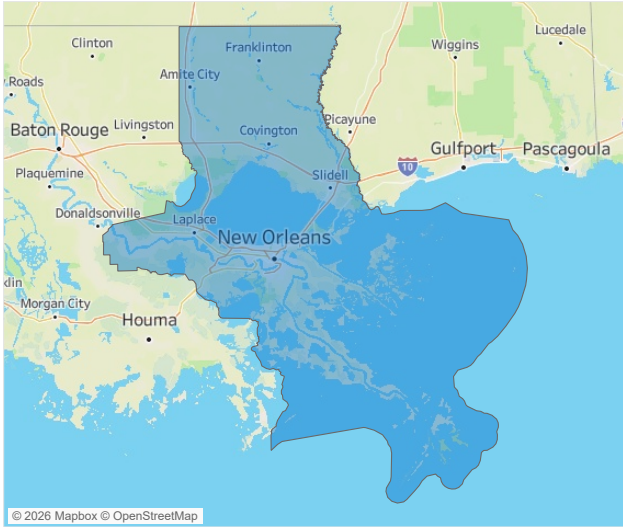 Clinton
Franklinton
Wiggins
Lucedale
Amite City
Roads
Livingston
Picayune
Baton Rouge
Covington
10
Gulfport
Pascagoula
Plaquemine
Slidell
Donaldsonville
Laplace
New Orleans
din
Morgan City
Houma
© 2026 Mapbox © OpenStreetMap